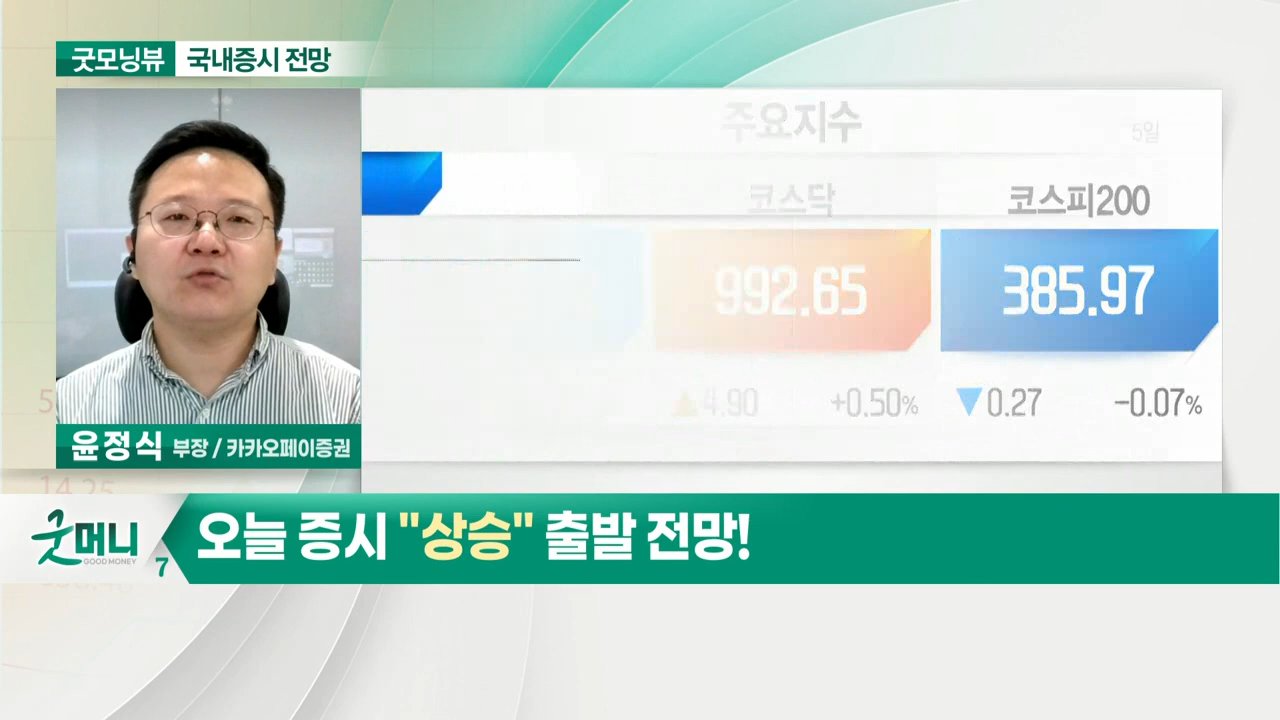 굿모닝뷰 국내증시 전망
주요지수
5일
코스닥 코스피200
992.65 385.97
▲4.90 +0.50% ▼0.27 -0.07%
윤정식 부장 / 카카오페이증권
14.25
굿머니 GOOD MONEY 7
오늘 증시 "상승" 출발 전망!